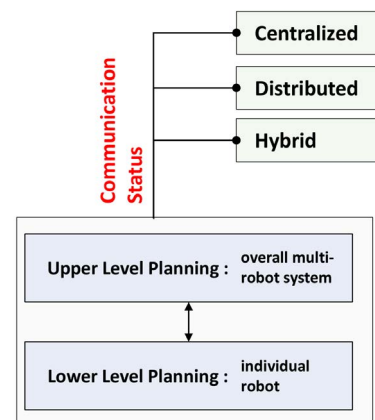 Centralized
Distributed
Hybrid
Communication
Status
Upper Level Planning : overall multi-
robot system
Lower Level Planning : individual
robot